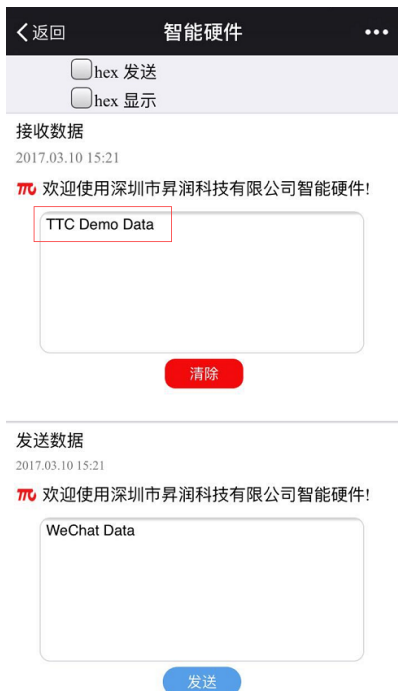 返回 智能硬件
hex 发送
hex 显示
接收数据
2017.03.10 15:21
欢迎使用深圳市昇润科技有限公司智能硬件!
TTC Demo Data
清除
发送数据
2017.03.10 15:21
欢迎使用深圳市昇润科技有限公司智能硬件!
WeChat Data
发送